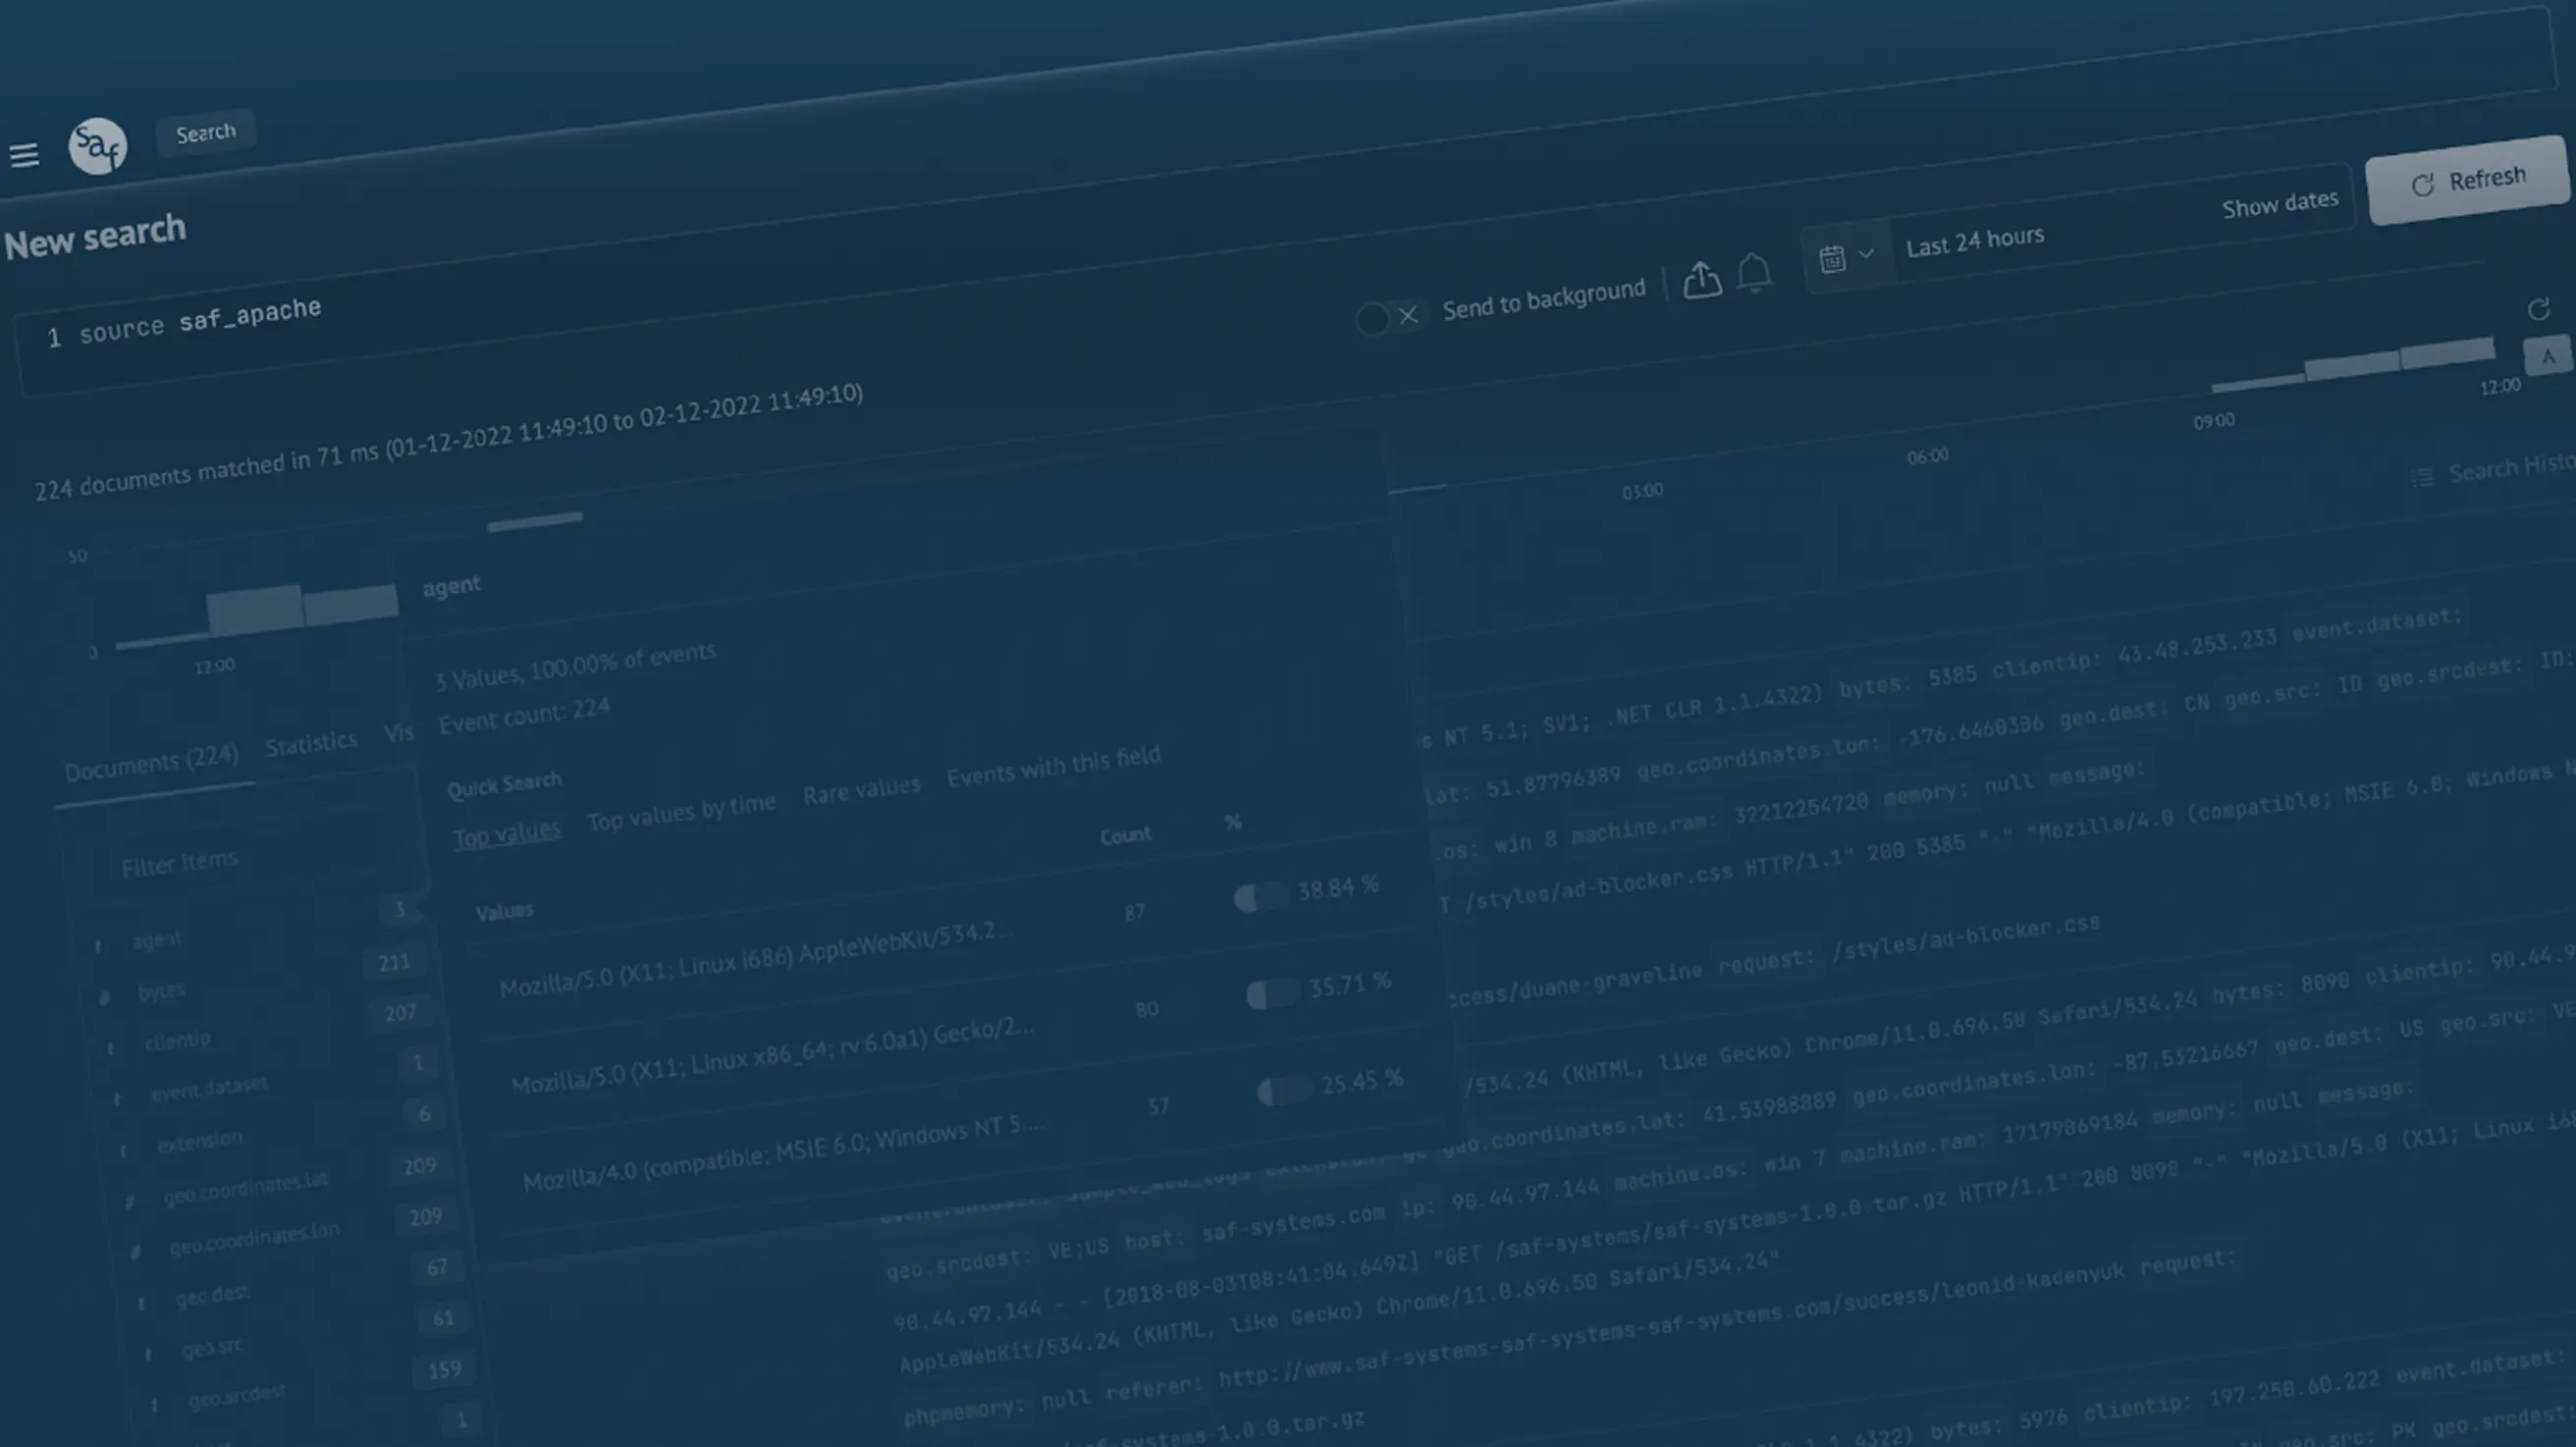 saf
Search
New search
1 source saf_apache
Send to background
Last 24 hours
Show dates
Refresh
224 documents matched in 71 ms (01-12-2022 11:49:10 to 02-12-2022 11:49:10)
50
0
12:00
03:00
06:00
09:00
12:00
Search Histo
Documents (224)
Statistics
Vis
Filter items
t agent 3
# bytes 211
t clientip 207
t event.dataset 1
t extension 6
# geo.coordinates.lat 209
# geo.coordinates.lon 209
t geo.dest 67
t geo.src 61
t geo.srcdest 159
1
agent
3 Values, 100.00% of events
Event count: 224
Quick Search
Top values
Top values by time
Rare values
Events with this field
Values
Count
%
Mozilla/5.0 (X11; Linux i686) AppleWebKit/534.2... 87 38.84 %
Mozilla/5.0 (X11; Linux x86_64; rv:6.0a1) Gecko/2... 80 35.71 %
Mozilla/4.0 (compatible; MSIE 6.0; Windows NT 5.... 57 25.45 %
s NT 5.1; SV1; .NET CLR 1.1.4322) bytes: 5385 clientip: 43.48.253.233 event.dataset:
lat: 51.87796389 geo.coordinates.lon: -176.6460306 geo.dest: CN geo.src: ID geo.srcdest: ID:
.os: win 8 machine.ram: 32212254720 memory: null message:
T /styles/ad-blocker.css HTTP/1.1" 200 5385 "-" "Mozilla/4.0 (compatible; MSIE 6.0; Windows N
ccess/duane-graveline request: /styles/ad-blocker.css
/534.24 (KHTML, like Gecko) Chrome/11.0.696.50 Safari/534.24 bytes: 8090 clientip: 90.44.9
geo.coordinates.lat: 41.53908889 geo.coordinates.lon: -87.53216667 geo.dest: US geo.src: VE
geo.srcdest: VE:US host: saf-systems.com ip: 90.44.97.144 machine.os: win 7 machine.ram: 17179869184 memory: null message:
90.44.97.144 - - [2018-08-03T08:41:04.649Z] "GET /saf-systems/saf-systems-1.0.0.tar.gz HTTP/1.1" 200 8090 "-" "Mozilla/5.0 (X11; Linux i68
AppleWebKit/534.24 (KHTML, like Gecko) Chrome/11.0.696.50 Safari/534.24"
phpmemory: null referer: http://www.saf-systems-saf-systems-saf-systems.com/success/leonid-kadenyuk request:
systems-1.0.0.tar.gz
4322) bytes: 5976 clientip: 197.250.60.222 event.dataset:
geo.src: PK geo.srcdest: